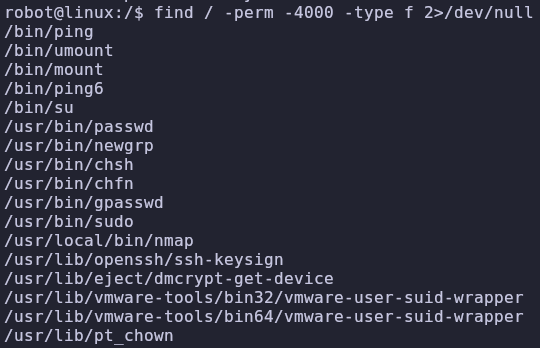 robot@linux:/$ find / -perm -4000 -type f 2>/dev/null
/bin/ping
/bin/umount
/bin/mount
/bin/ping6
/bin/su
/usr/bin/passwd
/usr/bin/newgrp
/usr/bin/chsh
/usr/bin/chfn
/usr/bin/gpasswd
/usr/bin/sudo
/usr/local/bin/nmap
/usr/lib/openssh/ssh-keysign
/usr/lib/eject/dmcrypt-get-device
/usr/lib/vmware-tools/bin32/vmware-user-suid-wrapper
/usr/lib/vmware-tools/bin64/vmware-user-suid-wrapper
/usr/lib/pt_chown